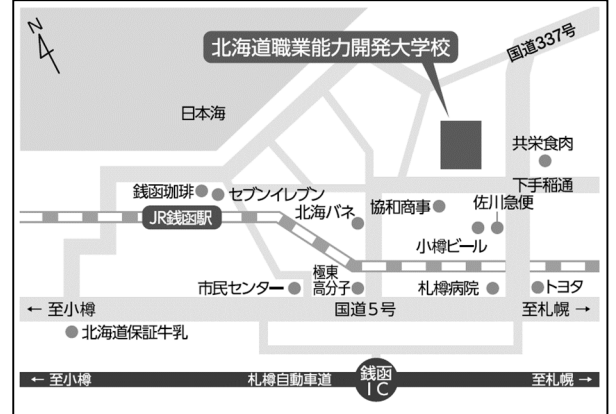 N
国道337号
北海道職業能力開発大学校
日本海
共栄食肉
下手稲通
銭函珈琲
セブンイレブン
JR銭函駅
北海バネ
協和商事
佐川急便
小樽ビール
市民センター
極東
高分子
札樽病院
トヨタ
← 至小樽
国道5号
至札幌 →
北海道保証牛乳
← 至小樽
札樽自動車道
銭函
IC
至札幌 →